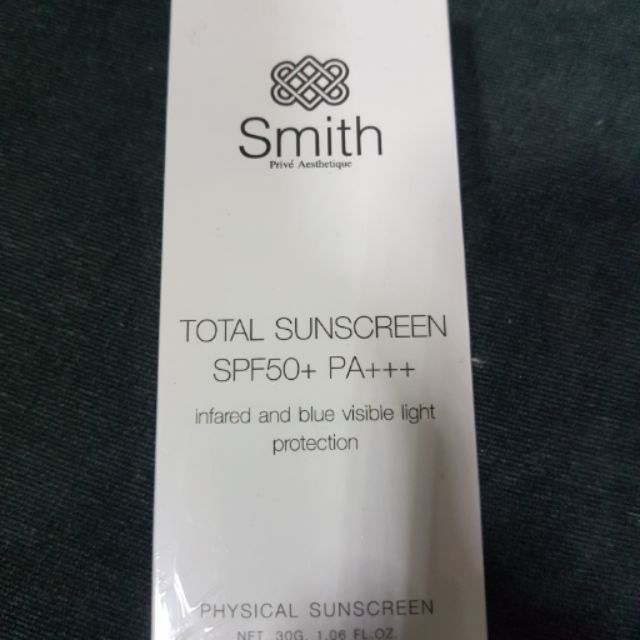 Smith
Privé Aesthetique
TOTAL SUNSCREEN
SPF50+ PA+++
infared and blue visible light
protection
PHYSICAL SUNSCREEN
NET. 30G. 1.06 FL.OZ.